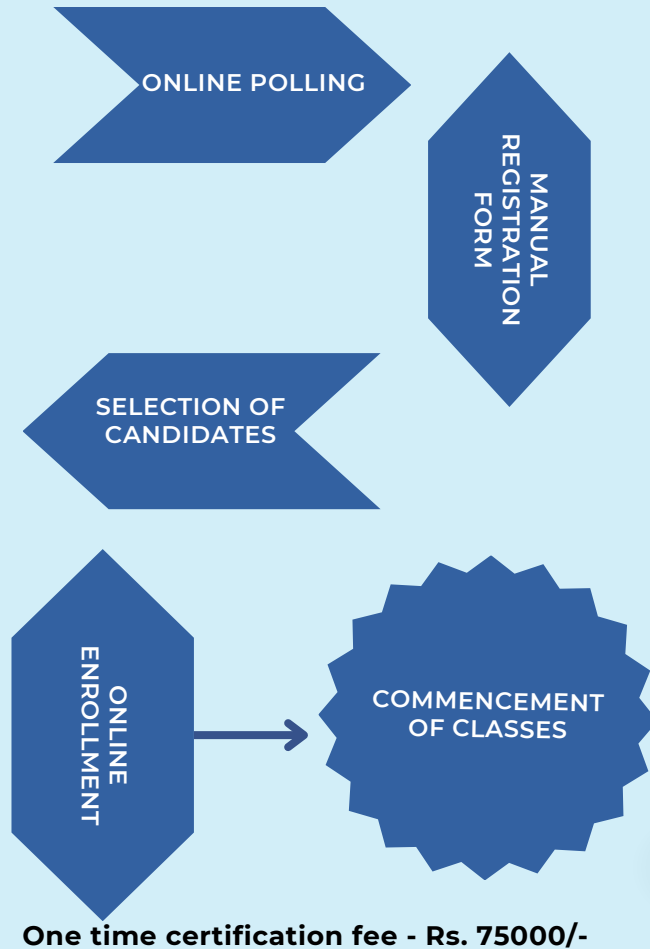 ONLINE POLLING
MANUAL
REGISTRATION
FORM
SELECTION OF
CANDIDATES
ONLINE
ENROLLMENT
COMMENCEMENT
OF CLASSES
One time certification fee - Rs. 75000/-